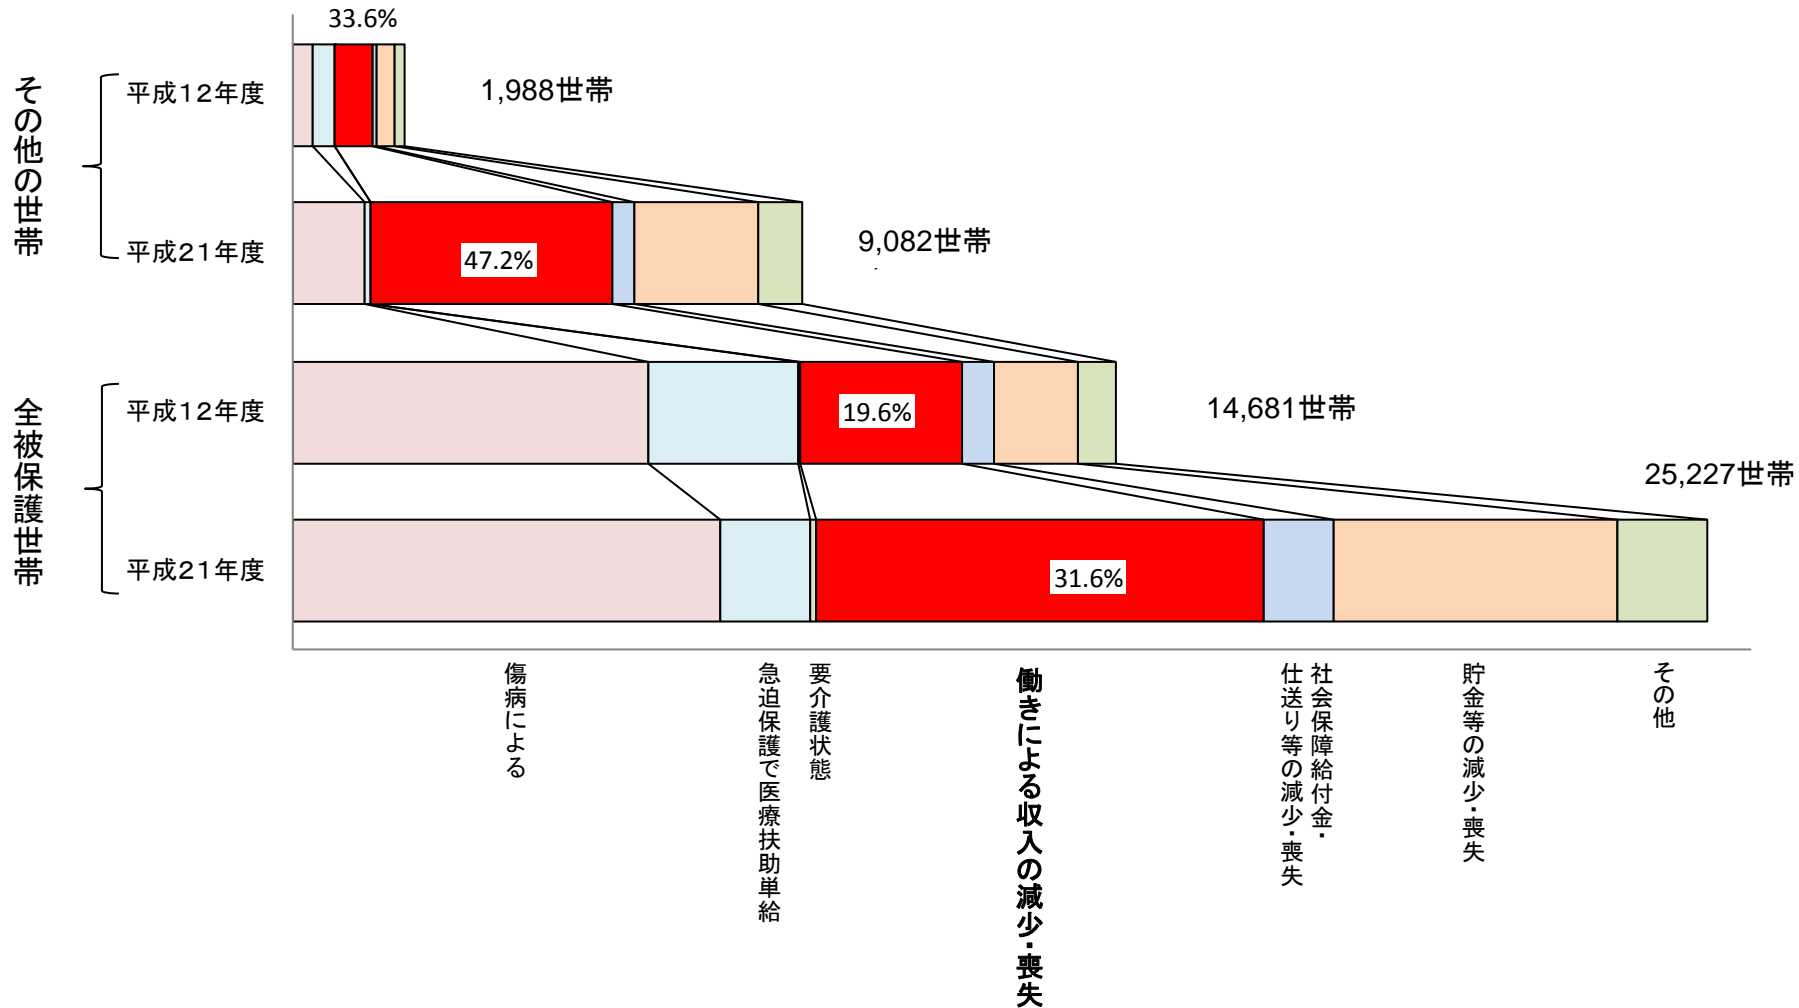 33.6%
その他の世帯
平成12年度
1,988世帯
平成21年度
47.2%
9,082世帯
全被保護世帯
平成12年度
19.6%
14,681世帯
25,227世帯
平成21年度
31.6%
傷病による
急迫保護で医療扶助単給
要介護状態
働きによる収入の減少・喪失
社会保障給付金・
仕送り等の減少・喪失
貯金等の減少・喪失
その他